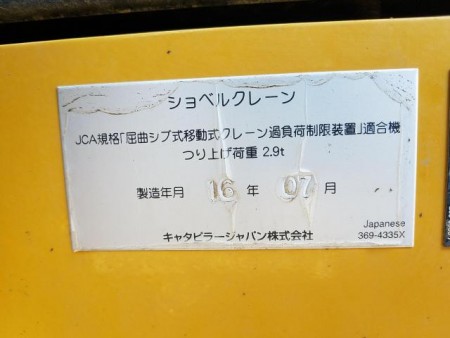 ショベルクレーン
JCA規格｢屈曲ジブ式移動式クレーン過負荷制限装置｣適合機
つり上げ荷重 2.9t
製造年月 16 年 07 月
キャタピラージャパン株式会社
Japanese
369-4335X